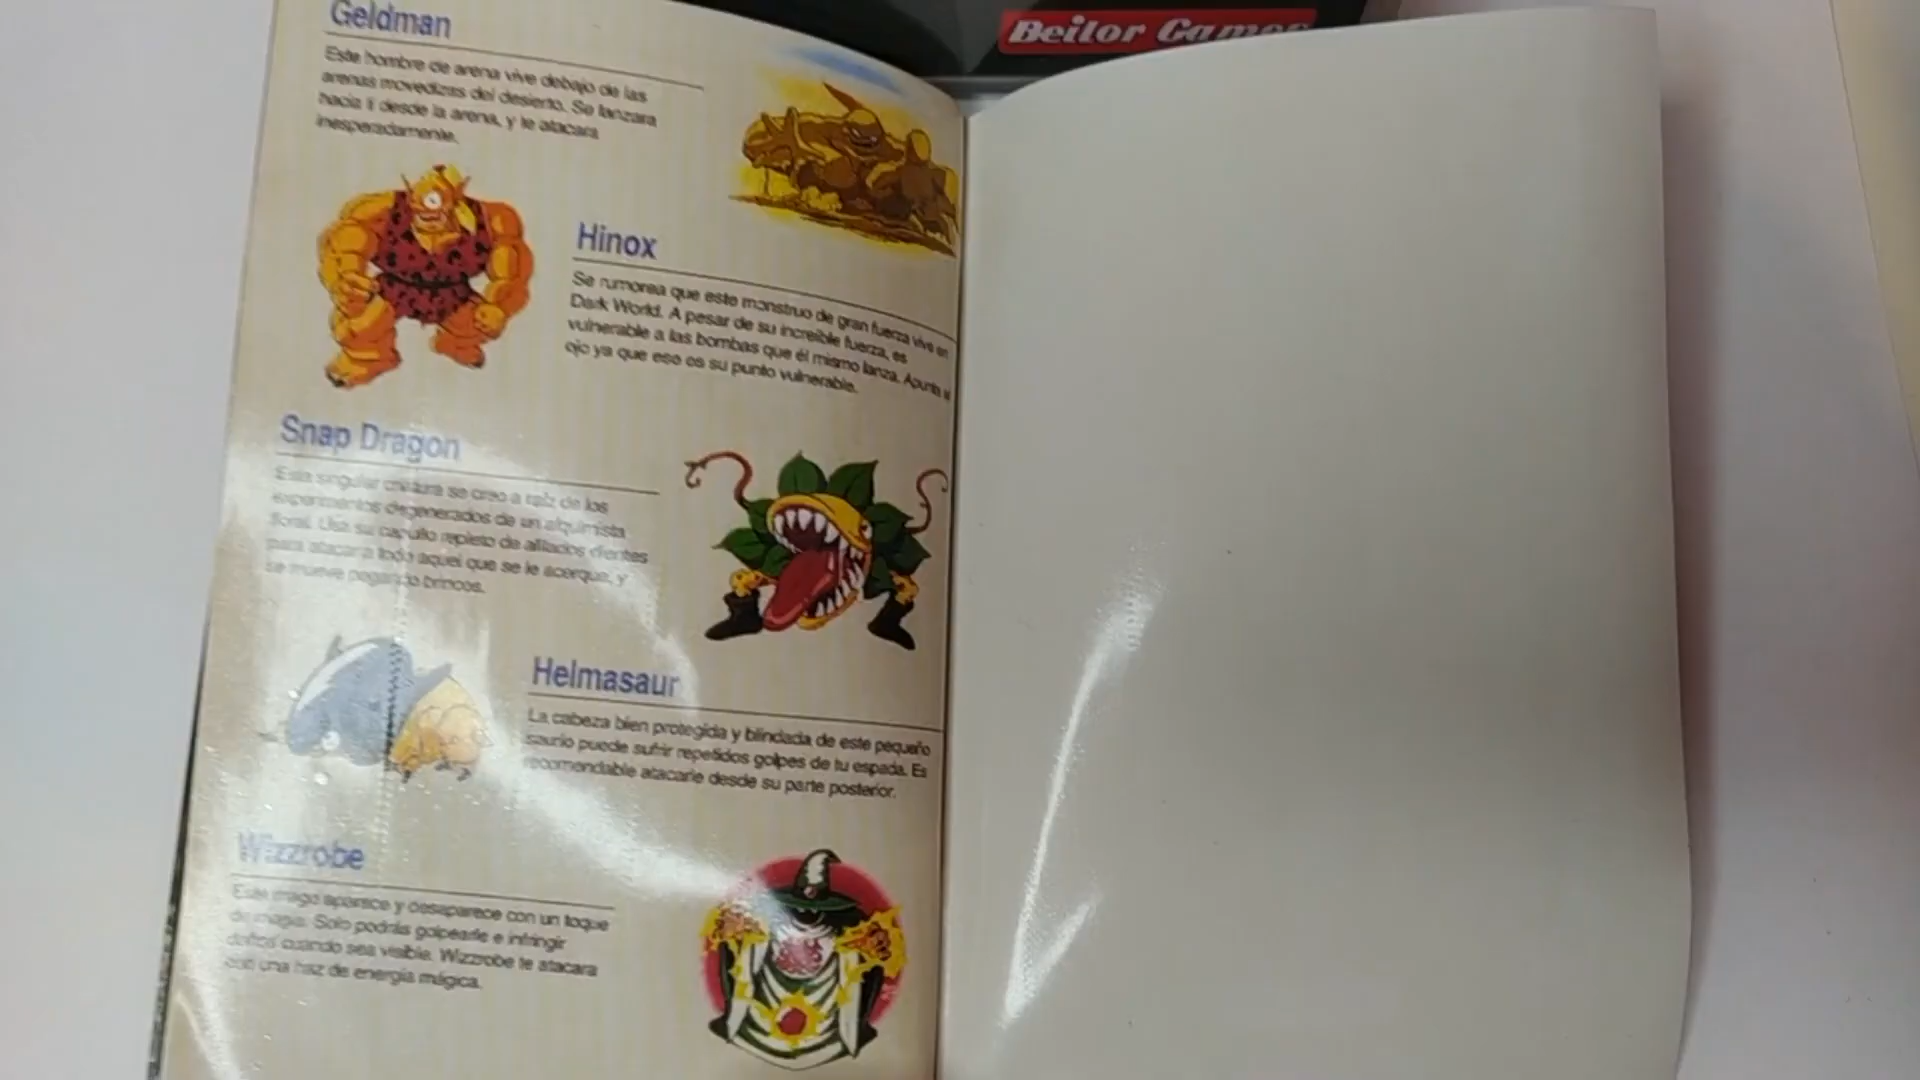 Beilor Games
Geldman
Este hombre de arena vive debajo de las
arenas movedizas del desierto. Se lanzara
hacia ti desde la arena, y te atacara
inesperadamente.
Hinox
Se rumorea que este monstruo de gran fuerza vive en
Dark World. A pesar de su increible fuerza, es
vulnerable a las bombas que él mismo lanza. Apunta al
ojo ya que ese es su punto vulnerable.
Snap Dragon
Esta singular criatura se creo a raíz de los
experimentos degenerados de un alquimista
floral. Usa su capullo repleto de afilados dientes
para atacar a todo aquel que se le acerque, y
se mueve pegando brincos.
Helmasaur
La cabeza bien protegida y blindada de este pequeño
saurio puede sufrir repetidos golpes de tu espada. Es
recomendable atacarle desde su parte posterior.
Wizzrobe
Este mago aparece y desaparece con un toque
de magia. Solo podrás golpearle e infringir
daños cuando sea visible. Wizzrobe te atacara
con una haz de energía mágica.